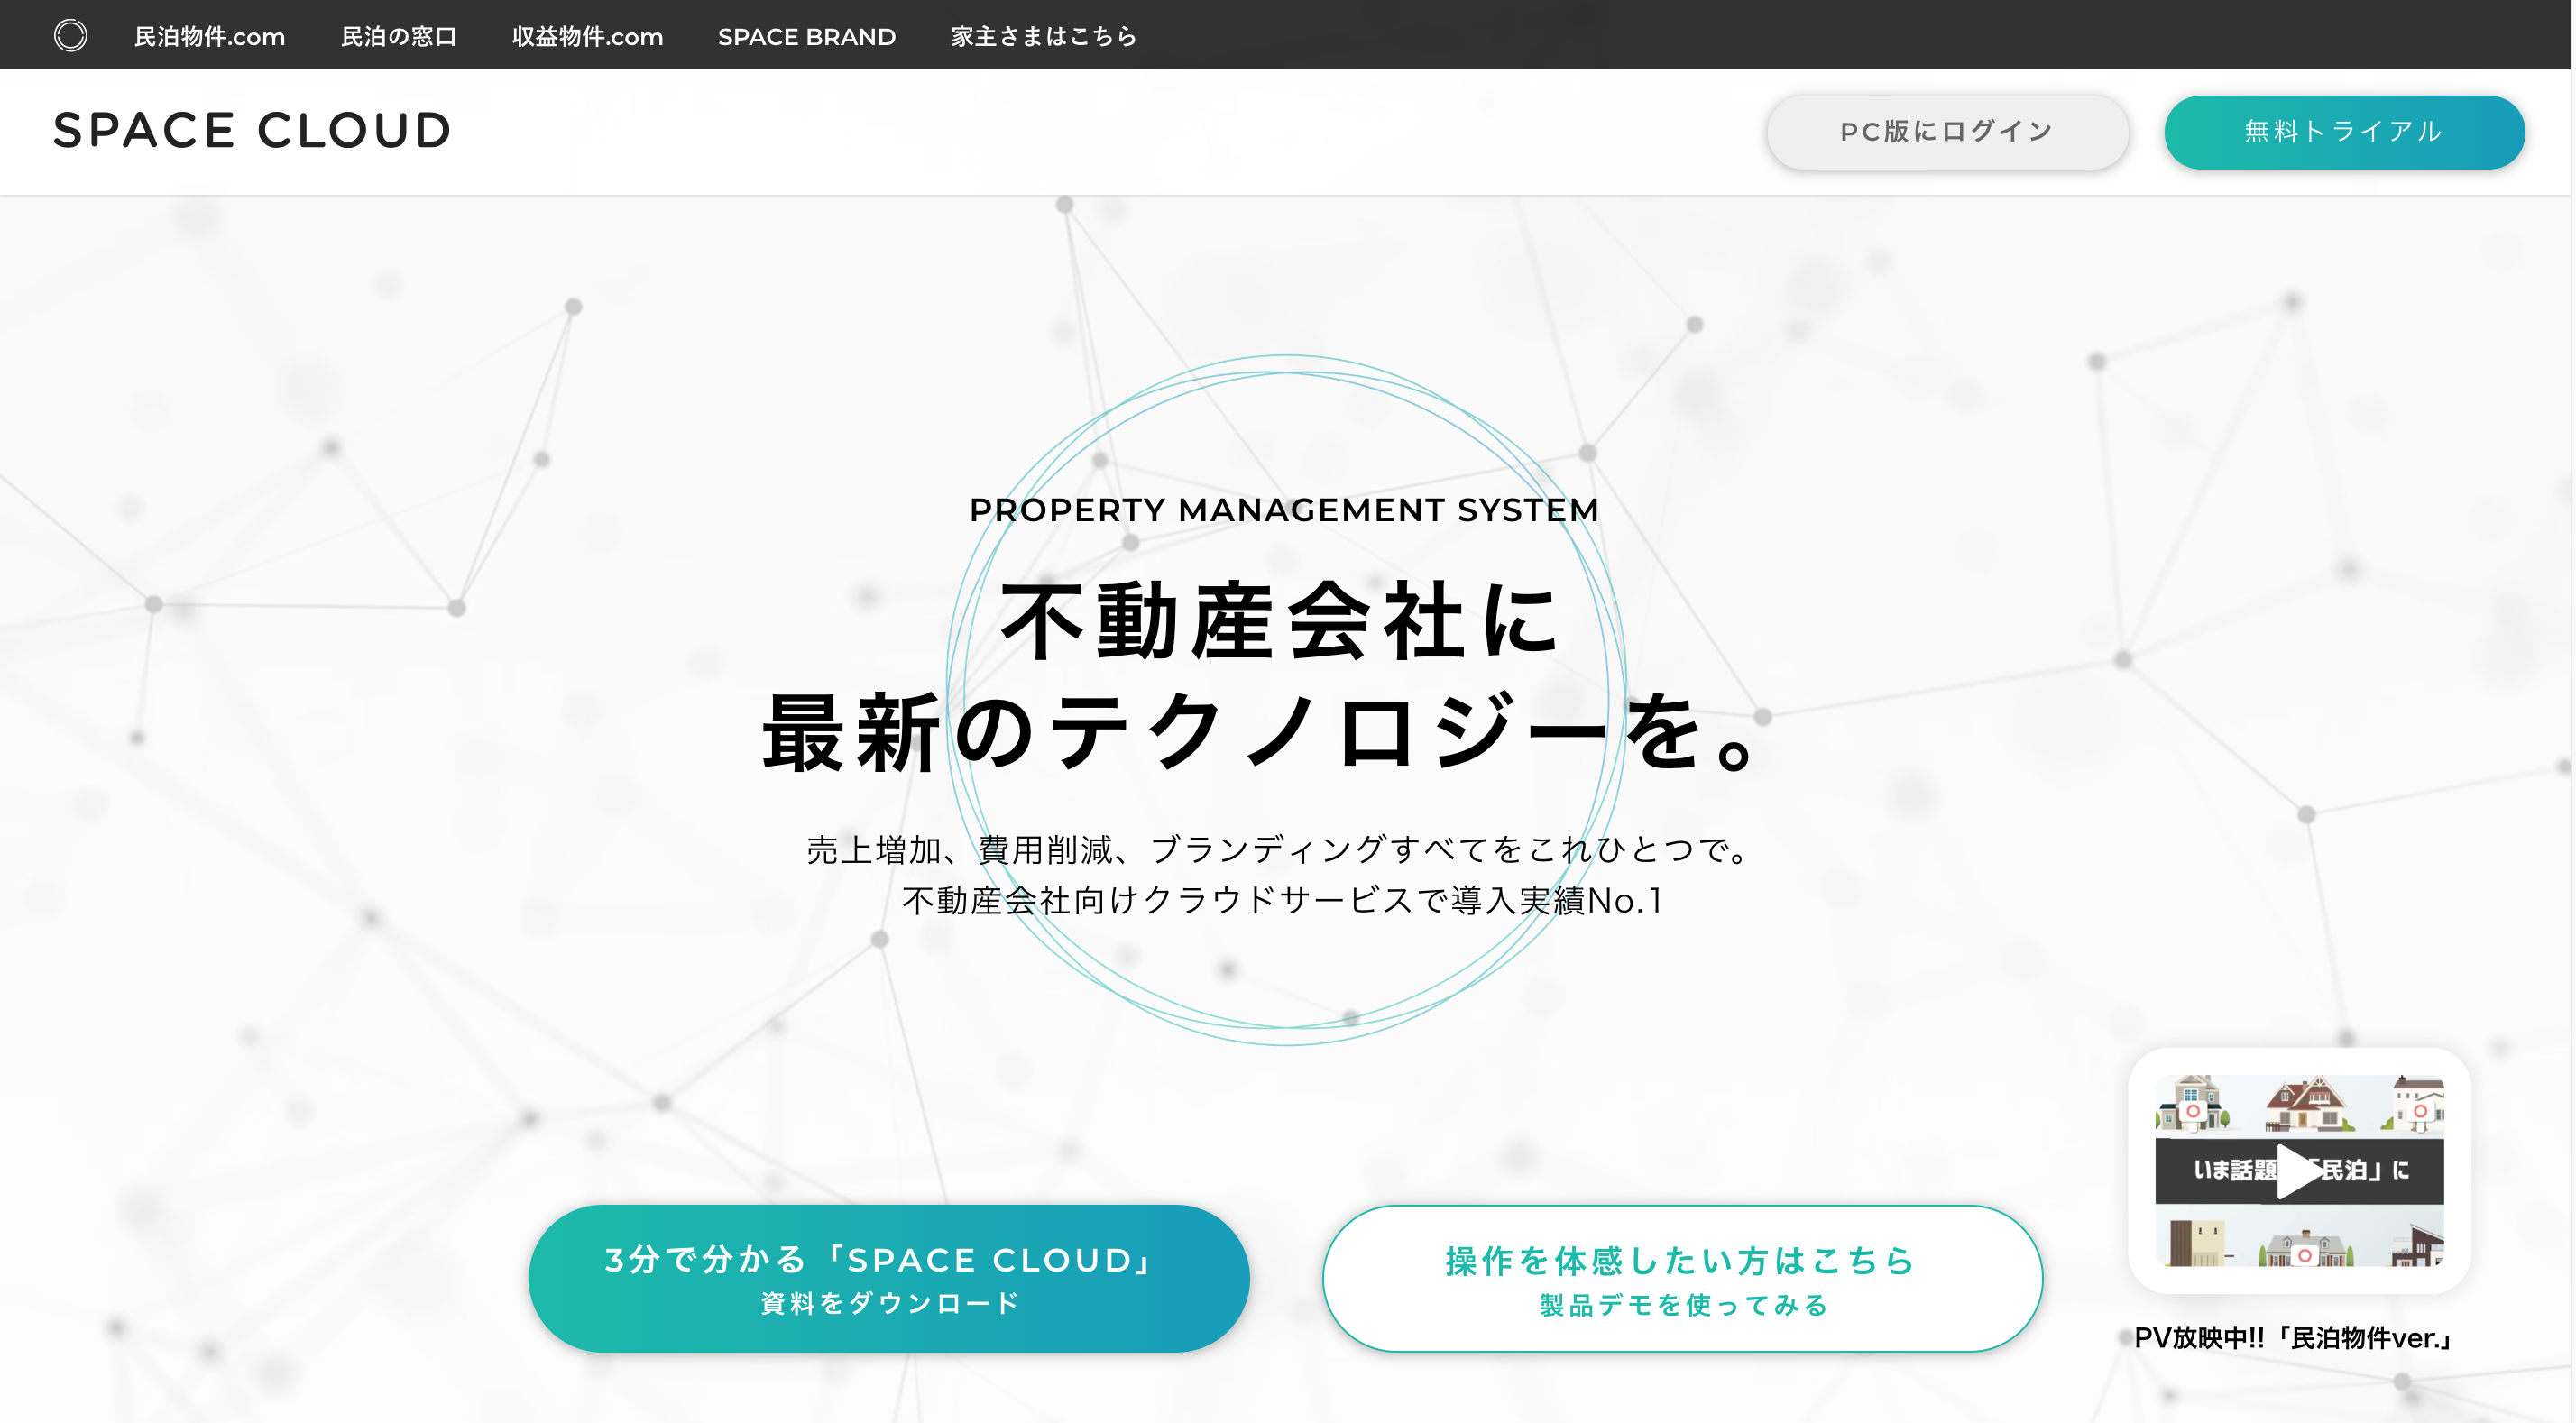 民泊物件.com 民泊の窓口 収益物件.com SPACE BRAND 家主さまはこちら
SPACE CLOUD
PC版にログイン
無料トライアル
PROPERTY MANAGEMENT SYSTEM
不動産会社に
最新のテクノロジーを。
売上増加、費用削減、ブランディングすべてをこれひとつで。
不動産会社向けクラウドサービスで導入実績No.1
3分で分かる「SPACE CLOUD」
資料をダウンロード
操作を体感したい方はこちら
製品デモを使ってみる
いま話題「民泊」に
PV放映中!!「民泊物件ver.」